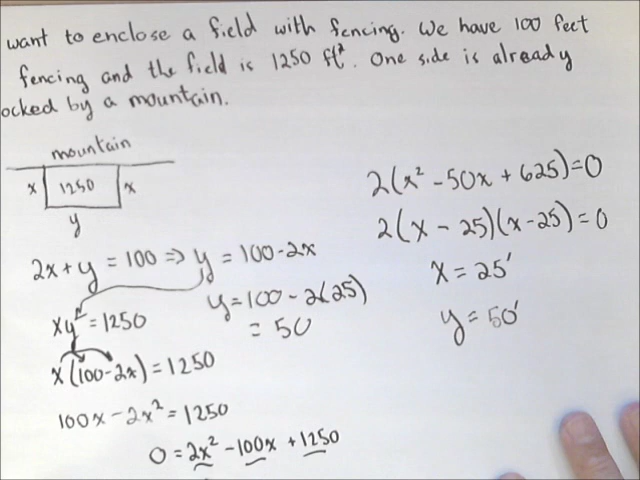 want to enclose a field with fencing. We have 100 feet
fencing and the field is 1250 ft². One side is already
ocked by a mountain.
mountain
x 1250 x
y
2x + y = 100 => y = 100 - 2x
xy = 1250
x(100 - 2x) = 1250
100x - 2x² = 1250
0 = 2x² - 100x + 1250
y = 100 - 2(25)
= 50
2(x² - 50x + 625) = 0
2(x - 25)(x - 25) = 0
x = 25'
y = 50'